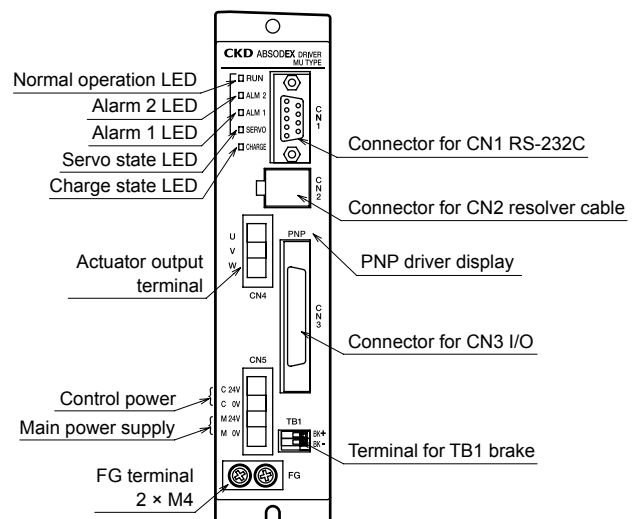 CKD ABSODEX DRIVER
MU TYPE
Normal operation LED
RUN
Alarm 2 LED
ALM 2
Alarm 1 LED
ALM 1
Servo state LED
SERVO
Charge state LED
CHARGE
CN1
Connector for CN1 RS-232C
CN2
Connector for CN2 resolver cable
U
V
W
Actuator output
terminal
CN4
PNP
PNP driver display
CN3
Connector for CN3 I/O
CN5
Control power
C 24V
C 0V
Main power supply
M 24V
M 0V
TB1
BK+
BK-
Terminal for TB1 brake
FG terminal
2 × M4
FG